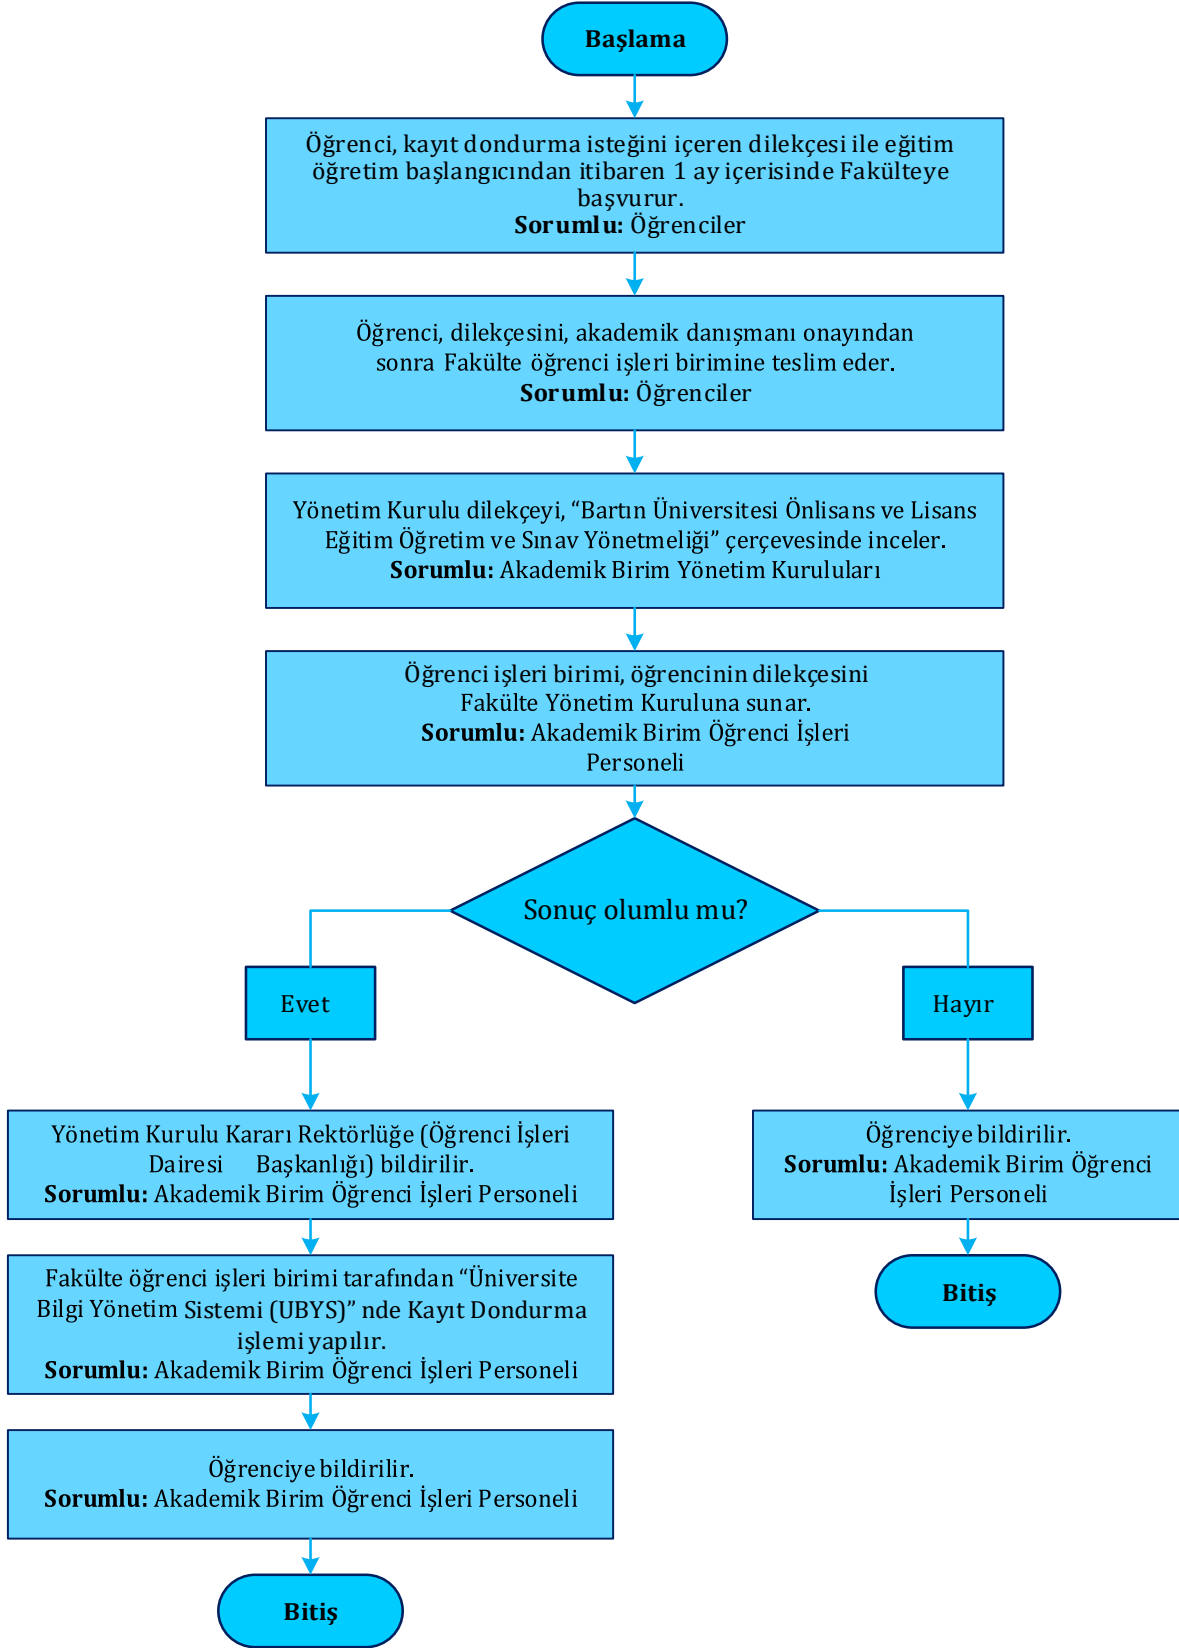 Başlama
Öğrenci, kayıt dondurma isteğini içeren dilekçesi ile eğitim
öğretim başlangıcından itibaren 1 ay içerisinde Fakülteye
başvurur.
Sorumlu: Öğrenciler
Öğrenci, dilekçesini, akademik danışmanı onayından
sonra Fakülte öğrenci işleri birimine teslim eder.
Sorumlu: Öğrenciler
Yönetim Kurulu dilekçeyi, “Bartın Üniversitesi Önlisans ve Lisans
Eğitim Öğretim ve Sınav Yönetmeliği” çerçevesinde inceler.
Sorumlu: Akademik Birim Yönetim Kuruluları
Öğrenci işleri birimi, öğrencinin dilekçesini
Fakülte Yönetim Kuruluna sunar.
Sorumlu: Akademik Birim Öğrenci İşleri
Personeli
Sonuç olumlu mu?
Evet
Hayır
Yönetim Kurulu Kararı Rektörlüğe (Öğrenci İşleri
Dairesi Başkanlığı) bildirilir.
Sorumlu: Akademik Birim Öğrenci İşleri Personeli
Öğrenciye bildirilir.
Sorumlu: Akademik Birim Öğrenci
İşleri Personeli
Fakülte öğrenci işleri birimi tarafından “Üniversite
Bilgi Yönetim Sistemi (UBYS)” nde Kayıt Dondurma
işlemi yapılır.
Sorumlu: Akademik Birim Öğrenci İşleri Personeli
Bitiş
Öğrenciye bildirilir.
Sorumlu: Akademik Birim Öğrenci İşleri Personeli
Bitiş